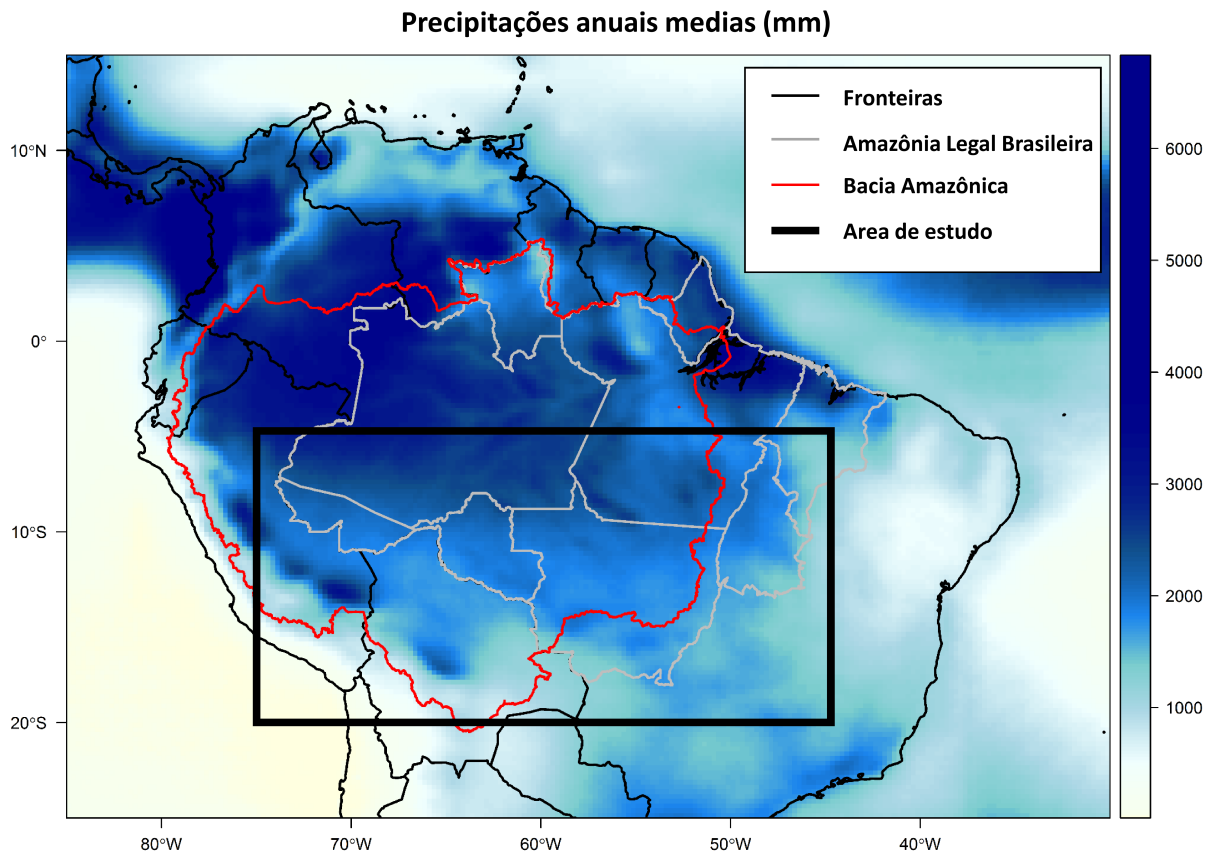 Precipitações anuais medias (mm)
Fronteiras
Amazônia Legal Brasileira
Bacia Amazônica
Area de estudo
10°N
0°
10°S
20°S
80°W
70°W
60°W
50°W
40°W
6000
5000
4000
3000
2000
1000